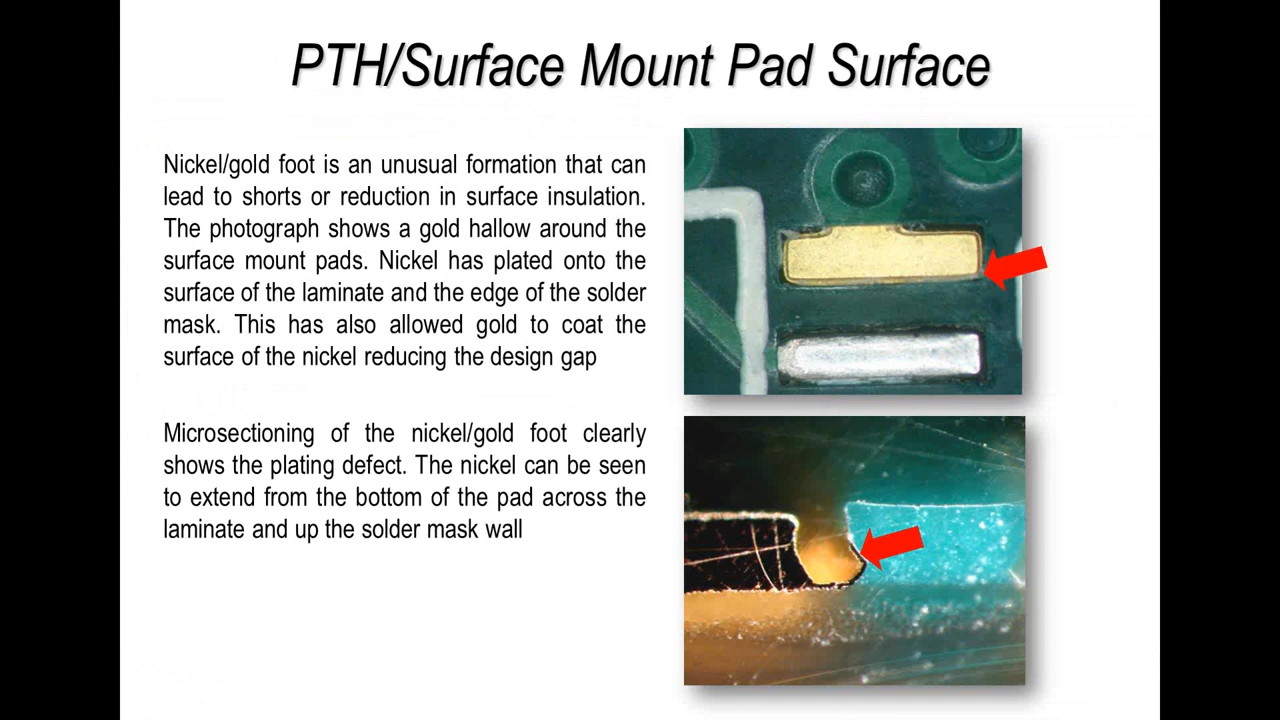 PTH/Surface Mount Pad Surface
Nickel/gold foot is an unusual formation that can
lead to shorts or reduction in surface insulation.
The photograph shows a gold hallow around the
surface mount pads. Nickel has plated onto the
surface of the laminate and the edge of the solder
mask. This has also allowed gold to coat the
surface of the nickel reducing the design gap
Microsectioning of the nickel/gold foot clearly
shows the plating defect. The nickel can be seen
to extend from the bottom of the pad across the
laminate and up the solder mask wall